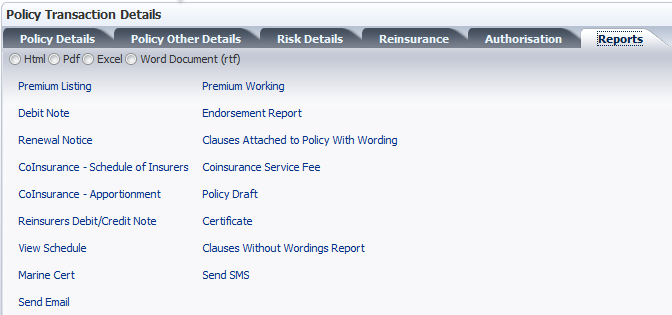 Policy Transaction Details
Policy Details Policy Other Details Risk Details Reinsurance Authorisation Reports
Html Pdf Excel Word Document (rtf)
Premium Listing Premium Working
Debit Note Endorsement Report
Renewal Notice Clauses Attached to Policy With Wording
CoInsurance - Schedule of Insurers Coinsurance Service Fee
CoInsurance - Apportionment Policy Draft
Reinsurers Debit/Credit Note Certificate
View Schedule Clauses Without Wordings Report
Marine Cert Send SMS
Send Email